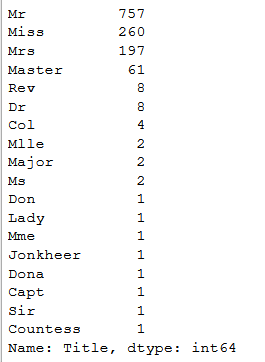 Mr 757
Miss 260
Mrs 197
Master 61
Rev 8
Dr 8
Col 4
Mlle 2
Major 2
Ms 2
Don 1
Lady 1
Mme 1
Jonkheer 1
Dona 1
Capt 1
Sir 1
Countess 1
Name: Title, dtype: int64